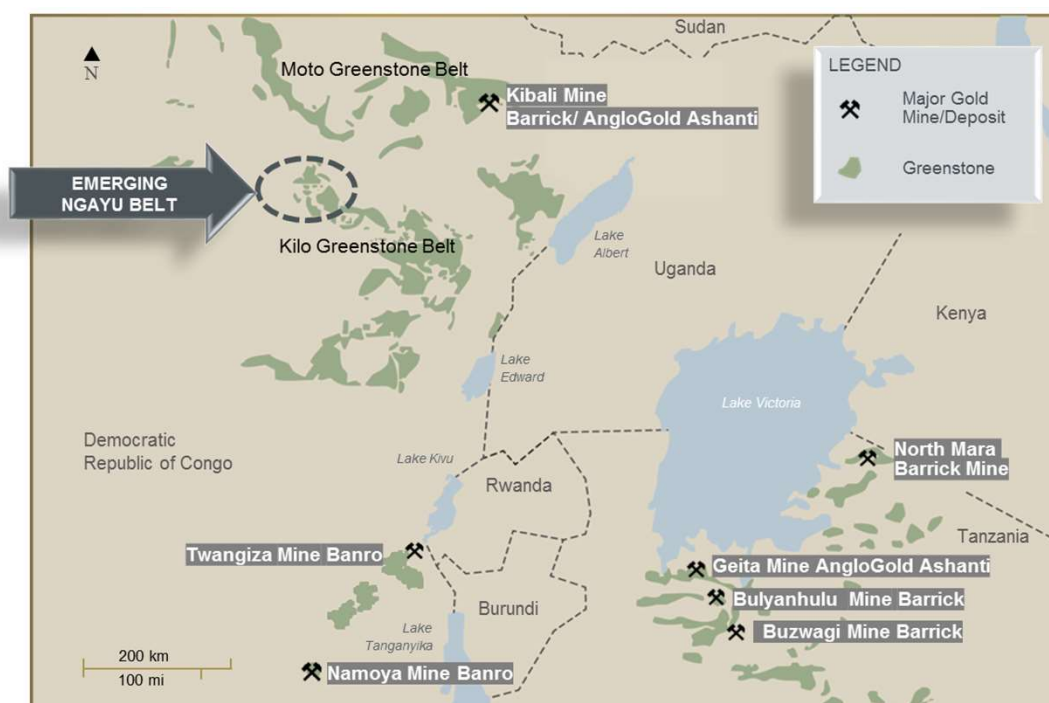 Sudan
LEGEND
Major Gold
Mine/Deposit
Greenstone
N
Moto Greenstone Belt
Kibali Mine
Barrick/ AngloGold Ashanti
EMERGING
NGAYU BELT
Kilo Greenstone Belt
Lake
Albert
Uganda
Kenya
Lake
Edward
Lake Victoria
Democratic
Republic of Congo
Lake Kivu
Rwanda
North Mara
Barrick Mine
Tanzania
Twangiza Mine Banro
Geita Mine AngloGold Ashanti
Bulyanhulu Mine Barrick
Burundi
Buzwagi Mine Barrick
Lake
Tanganyika
200 km
100 mi
Namoya Mine Banro